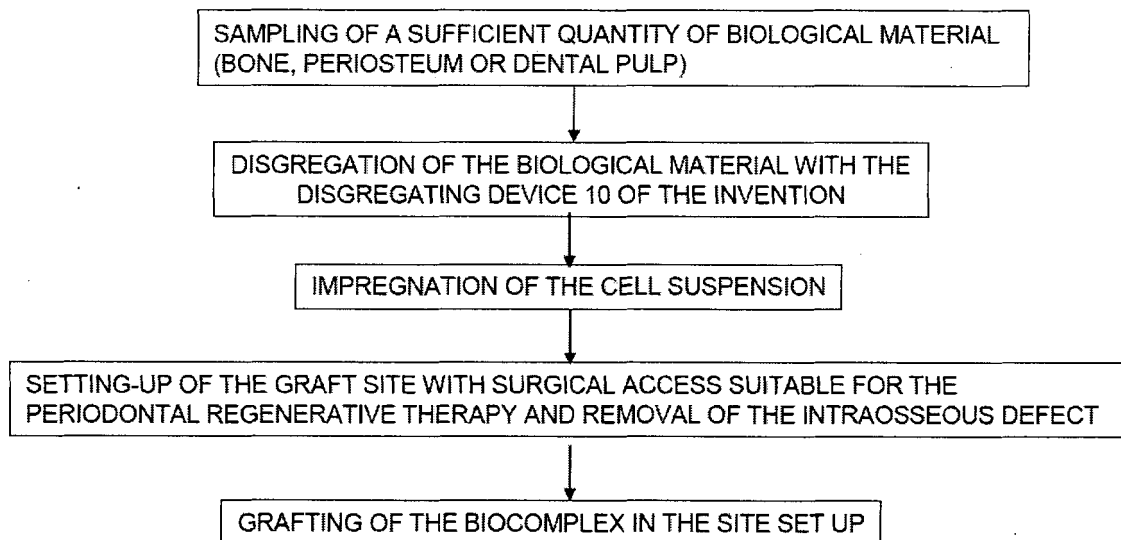 SAMPLING OF A SUFFICIENT QUANTITY OF BIOLOGICAL MATERIAL
(BONE, PERIOSTEUM OR DENTAL PULP)
DISGREGATION OF THE BIOLOGICAL MATERIAL WITH THE
DISGREGATING DEVICE 10 OF THE INVENTION
IMPREGNATION OF THE CELL SUSPENSION
SETTING-UP OF THE GRAFT SITE WITH SURGICAL ACCESS SUITABLE FOR THE
PERIODONTAL REGENERATIVE THERAPY AND REMOVAL OF THE INTRAOSSEOUS DEFECT
GRAFTING OF THE BIOCOMPLEX IN THE SITE SET UP